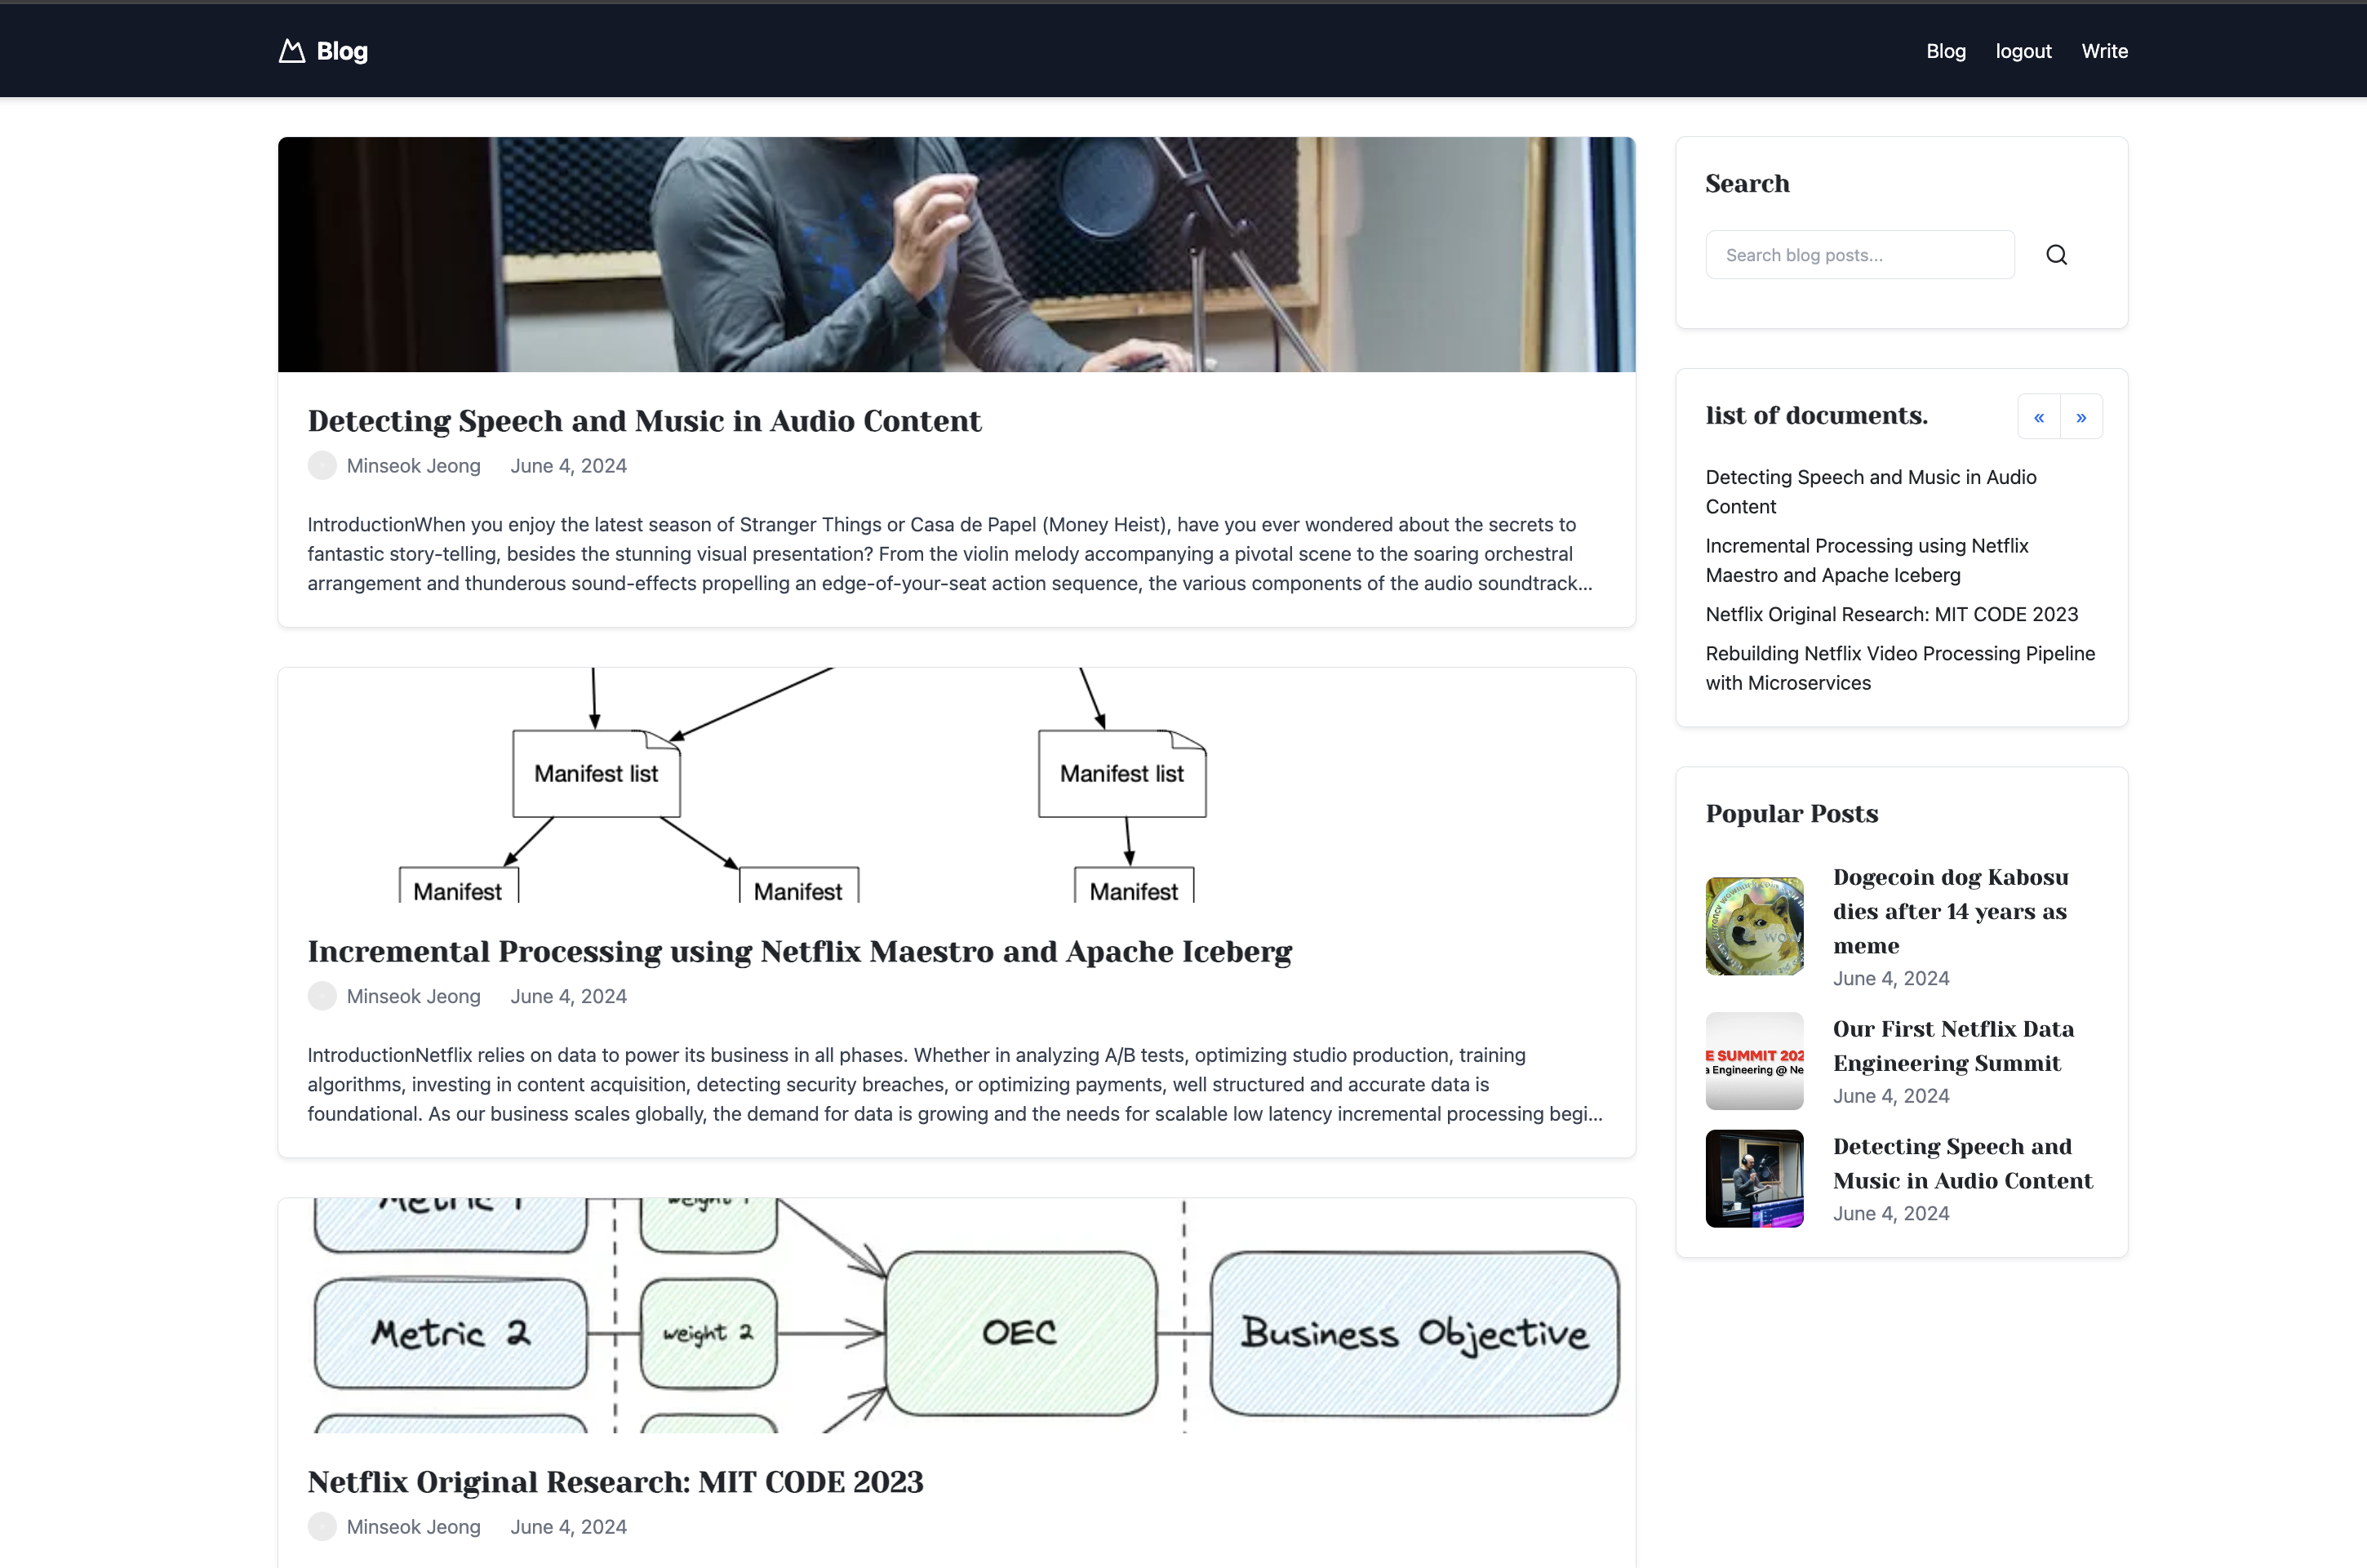 Blog
Blog logout Write
Detecting Speech and Music in Audio Content
Minseok Jeong June 4, 2024
IntroductionWhen you enjoy the latest season of Stranger Things or Casa de Papel (Money Heist), have you ever wondered about the secrets to
fantastic story-telling, besides the stunning visual presentation? From the violin melody accompanying a pivotal scene to the soaring orchestral
arrangement and thunderous sound-effects propelling an edge-of-your-seat action sequence, the various components of the audio soundtrack...
Manifest list
Manifest list
Manifest
Manifest
Manifest
Incremental Processing using Netflix Maestro and Apache Iceberg
Minseok Jeong June 4, 2024
IntroductionNetflix relies on data to power its business in all phases. Whether in analyzing A/B tests, optimizing studio production, training
algorithms, investing in content acquisition, detecting security breaches, or optimizing payments, well structured and accurate data is
foundational. As our business scales globally, the demand for data is growing and the needs for scalable low latency incremental processing begi...
Metric 1
weight 1
Metric 2
weight 2
OEC
Business Objective
Netflix Original Research: MIT CODE 2023
Minseok Jeong June 4, 2024
Search
Search blog posts...
list of documents.
« »
Detecting Speech and Music in Audio
Content
Incremental Processing using Netflix
Maestro and Apache Iceberg
Netflix Original Research: MIT CODE 2023
Rebuilding Netflix Video Processing Pipeline
with Microservices
Popular Posts
WOW
Dogecoin dog Kabosu
dies after 14 years as
meme
June 4, 2024
E SUMMIT 202
a Engineering @ Ne
Our First Netflix Data
Engineering Summit
June 4, 2024
Detecting Speech and
Music in Audio Content
June 4, 2024